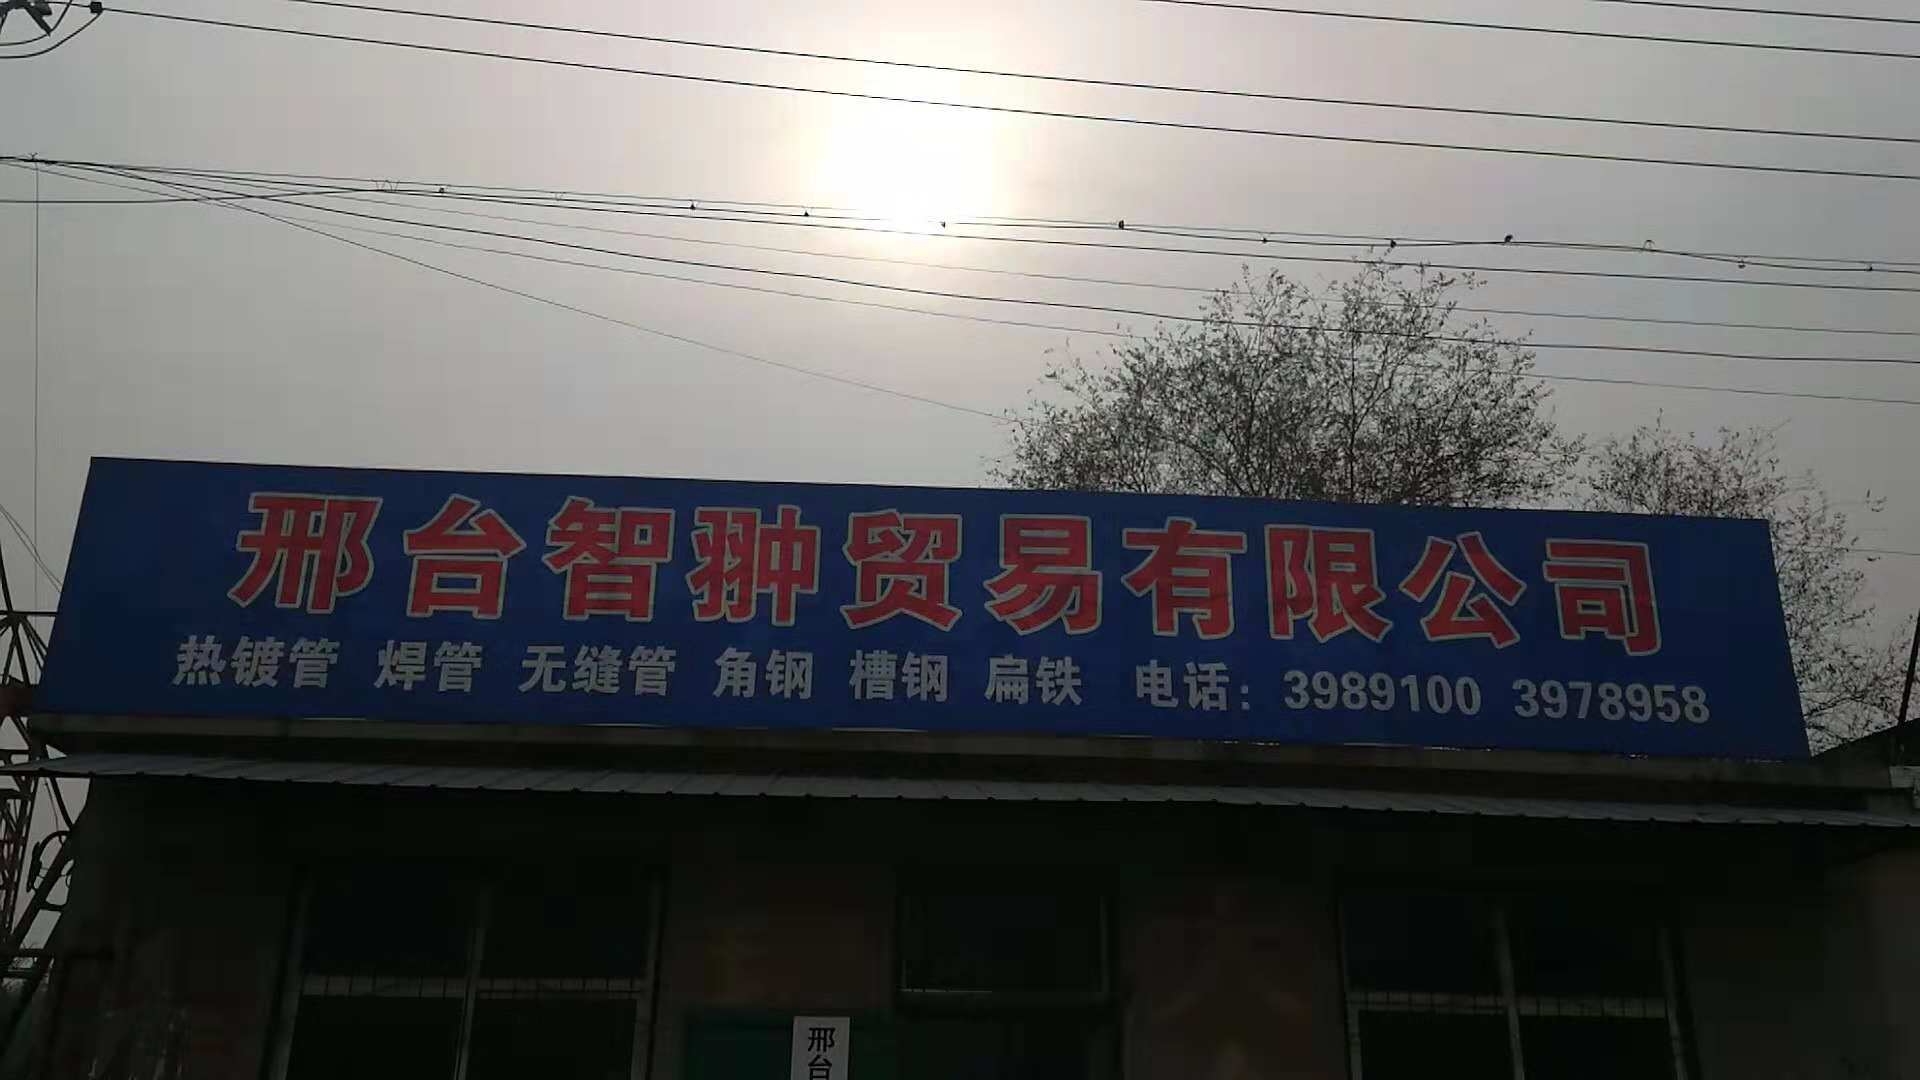 邢台智翀贸易有限公司
热镀管 焊管 无缝管 角钢 槽钢 扁铁 电话：3989100 3978958
邢台